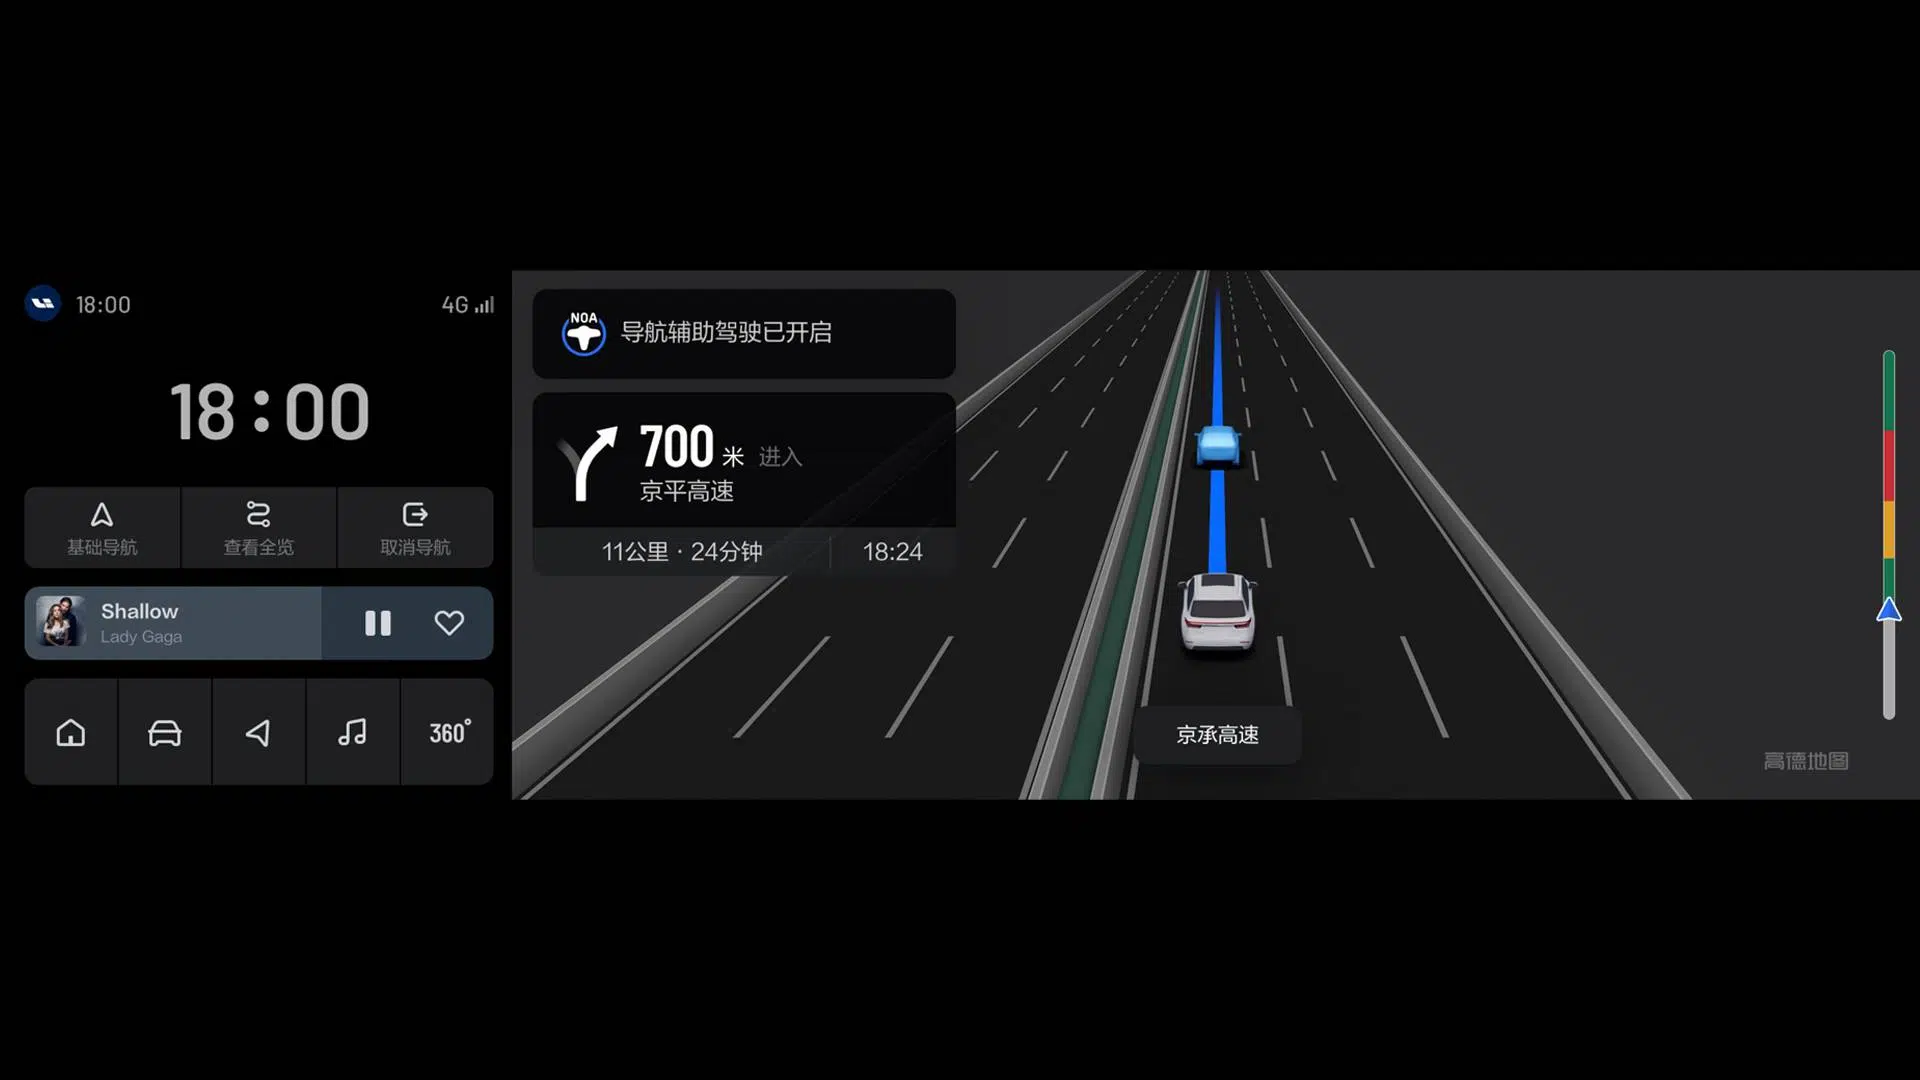 18:00
4G
18:00
基础导航
查看全览
取消导航
Shallow
Lady Gaga
360°
NOA
导航辅助驾驶已开启
700 米 进入
京平高速
11公里 · 24分钟
18:24
京承高速
高德地图